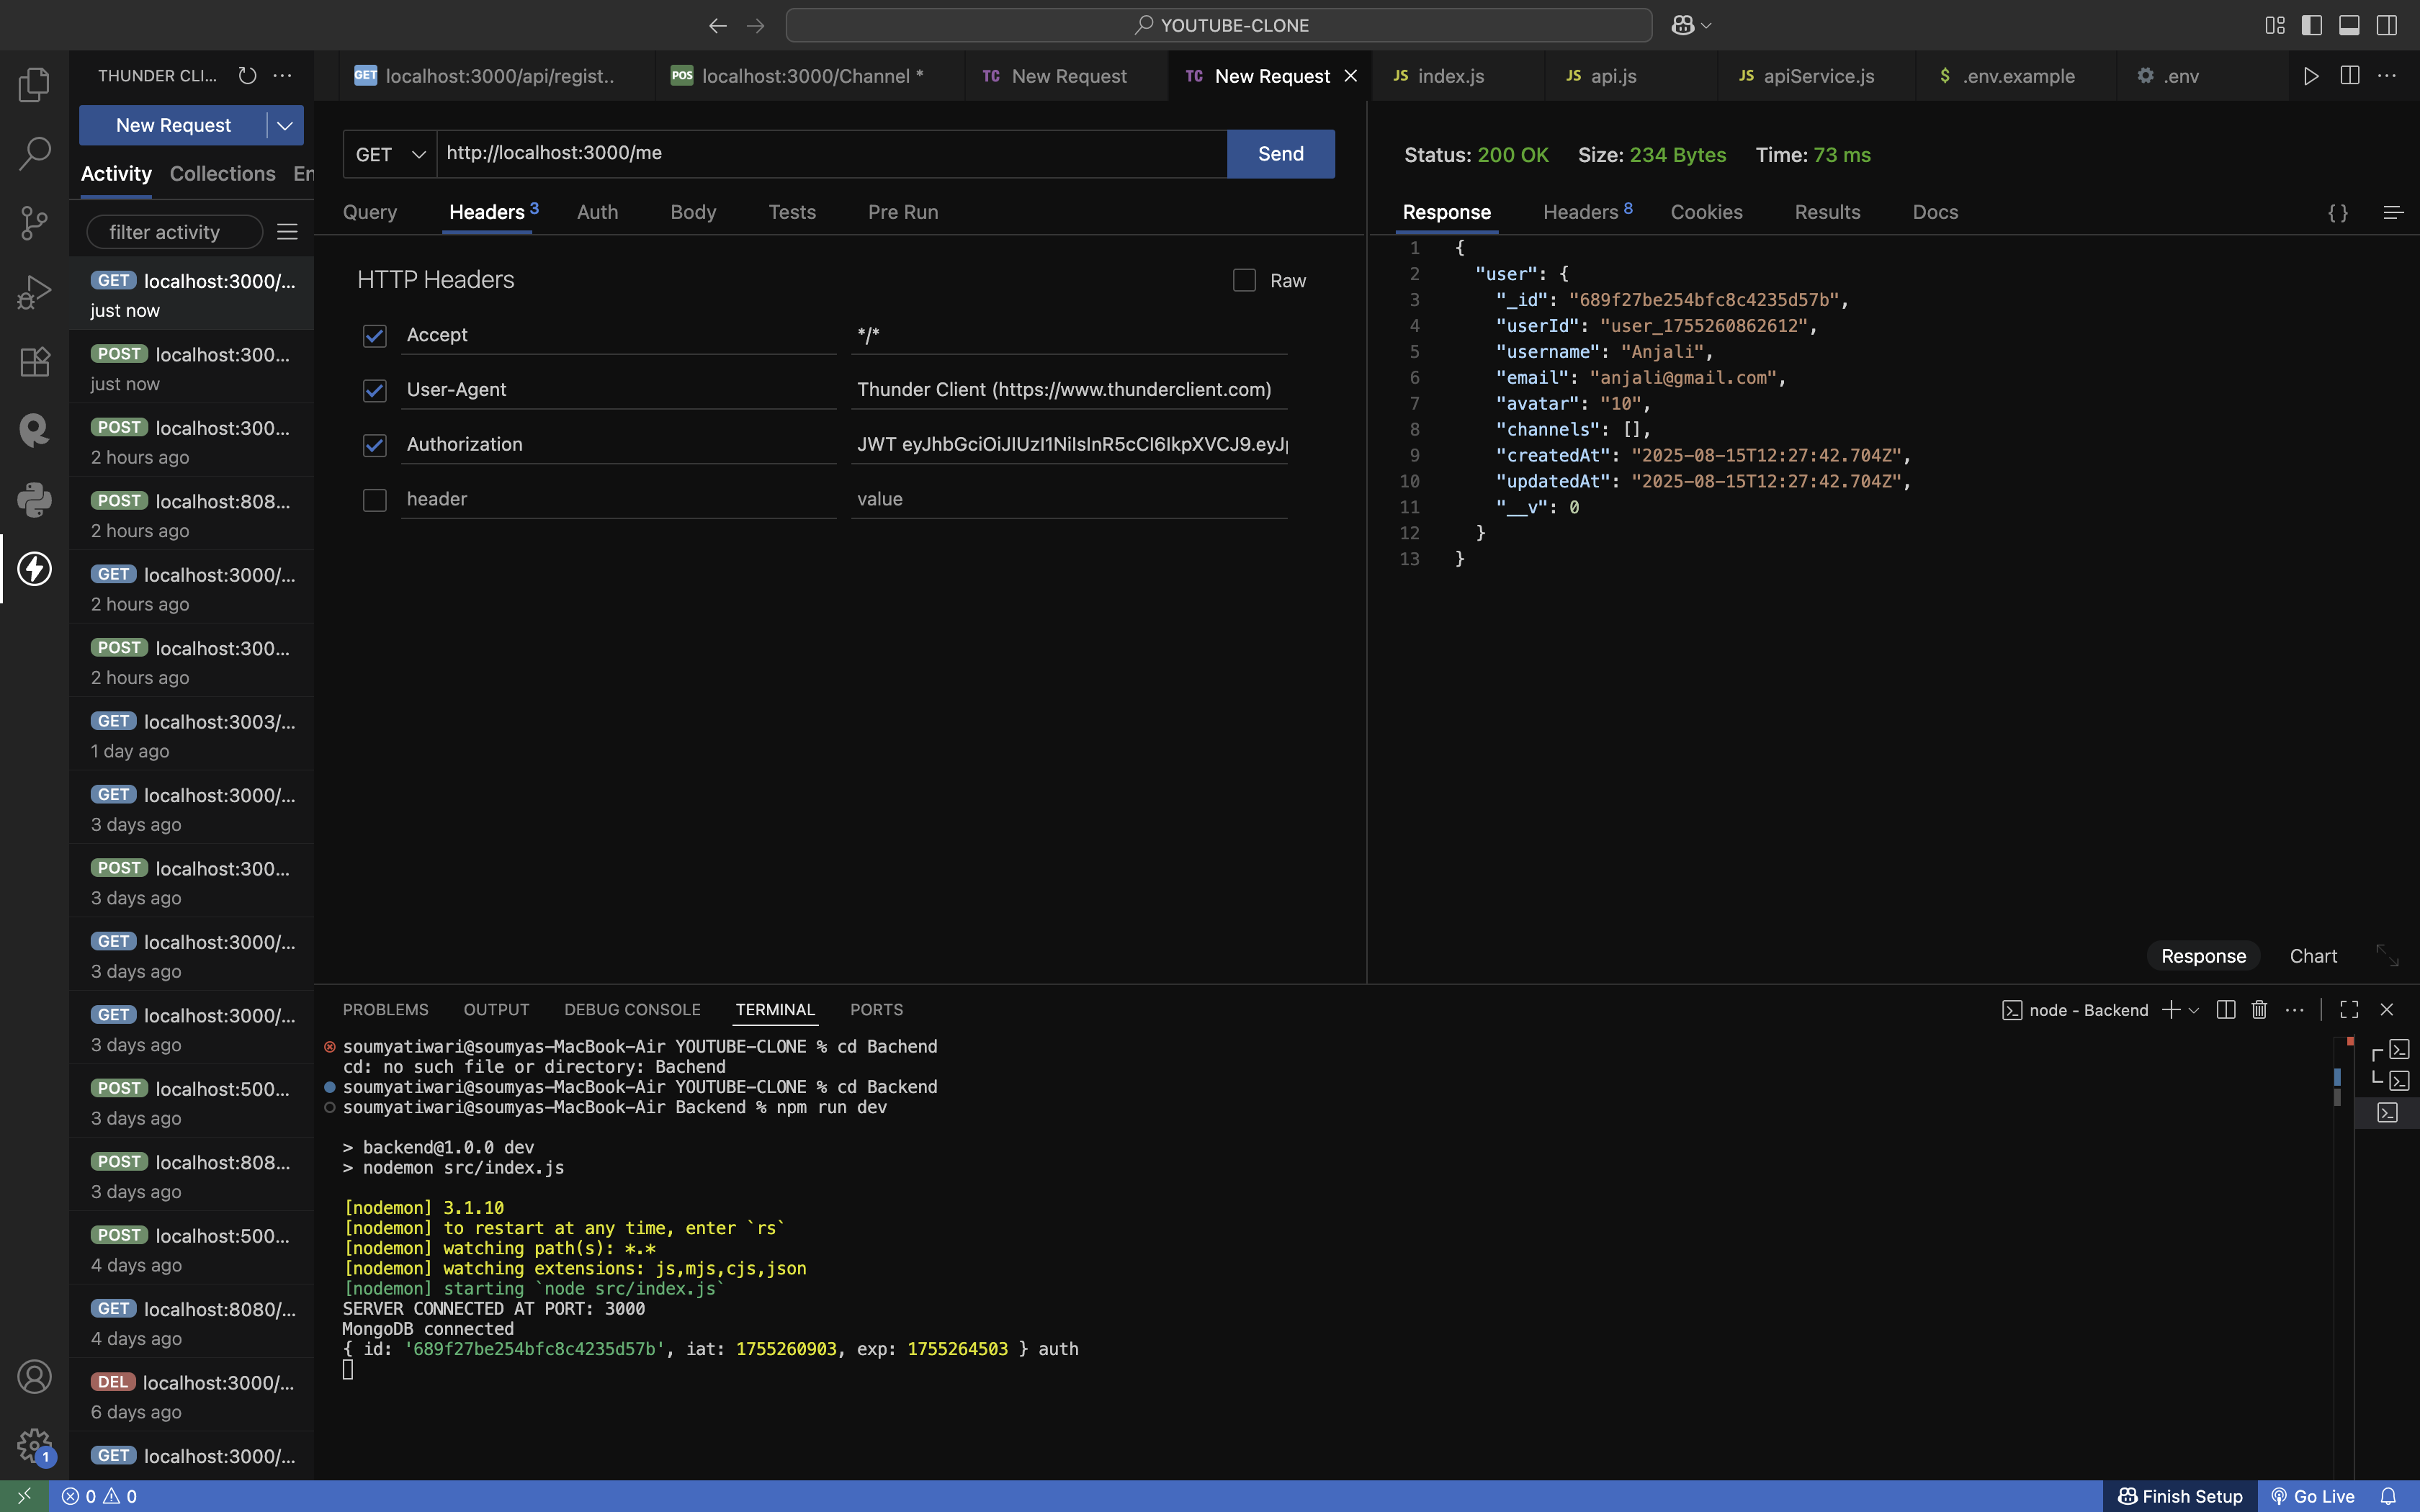 YOUTUBE-CLONE
THUNDER CLI...
New Request
Activity Collections En
filter activity
GET localhost:3000/...
just now
POST localhost:300...
just now
POST localhost:300...
2 hours ago
POST localhost:808...
2 hours ago
GET localhost:3000/...
2 hours ago
POST localhost:300...
2 hours ago
GET localhost:3003/...
1 day ago
GET localhost:3000/...
3 days ago
POST localhost:300...
3 days ago
GET localhost:3000/...
3 days ago
GET localhost:3000/...
3 days ago
POST localhost:500...
3 days ago
POST localhost:808...
3 days ago
POST localhost:500...
4 days ago
GET localhost:8080/...
4 days ago
DEL localhost:3000/...
6 days ago
GET localhost:3000/...
1
GET localhost:3000/api/regist..
POS localhost:3000/Channel *
TC New Request
TC New Request
JS index.js
JS api.js
JS apiService.js
$ .env.example
.env
GET http://localhost:3000/me Send
Query Headers 3 Auth Body Tests Pre Run
HTTP Headers Raw
Accept */*
User-Agent Thunder Client (https://www.thunderclient.com)
Authorization JWT eyJhbGciOiJIUzI1NiIsInR5cCI6IkpXVCJ9.eyJ
header value
Status: 200 OK Size: 234 Bytes Time: 73 ms
Response Headers 8 Cookies Results Docs
{ }
1 {
2 "user": {
3 "_id": "689f27be254bfc8c4235d57b",
4 "userId": "user_1755260862612",
5 "username": "Anjali",
6 "email": "anjali@gmail.com",
7 "avatar": "10",
8 "channels": [],
9 "createdAt": "2025-08-15T12:27:42.704Z",
10 "updatedAt": "2025-08-15T12:27:42.704Z",
11 "__v": 0
12 }
13 }
Response Chart
PROBLEMS OUTPUT DEBUG CONSOLE TERMINAL PORTS
node - Backend
soumyatiwari@soumyas-MacBook-Air YOUTUBE-CLONE % cd Bachend
cd: no such file or directory: Bachend
soumyatiwari@soumyas-MacBook-Air YOUTUBE-CLONE % cd Backend
soumyatiwari@soumyas-MacBook-Air Backend % npm run dev
> backend@1.0.0 dev
> nodemon src/index.js
[nodemon] 3.1.10
[nodemon] to restart at any time, enter `rs`
[nodemon] watching path(s): *.*
[nodemon] watching extensions: js,mjs,cjs,json
[nodemon] starting `node src/index.js`
SERVER CONNECTED AT PORT: 3000
MongoDB connected
{ id: '689f27be254bfc8c4235d57b', iat: 1755260903, exp: 1755264503 } auth
0 0
Finish Setup
Go Live